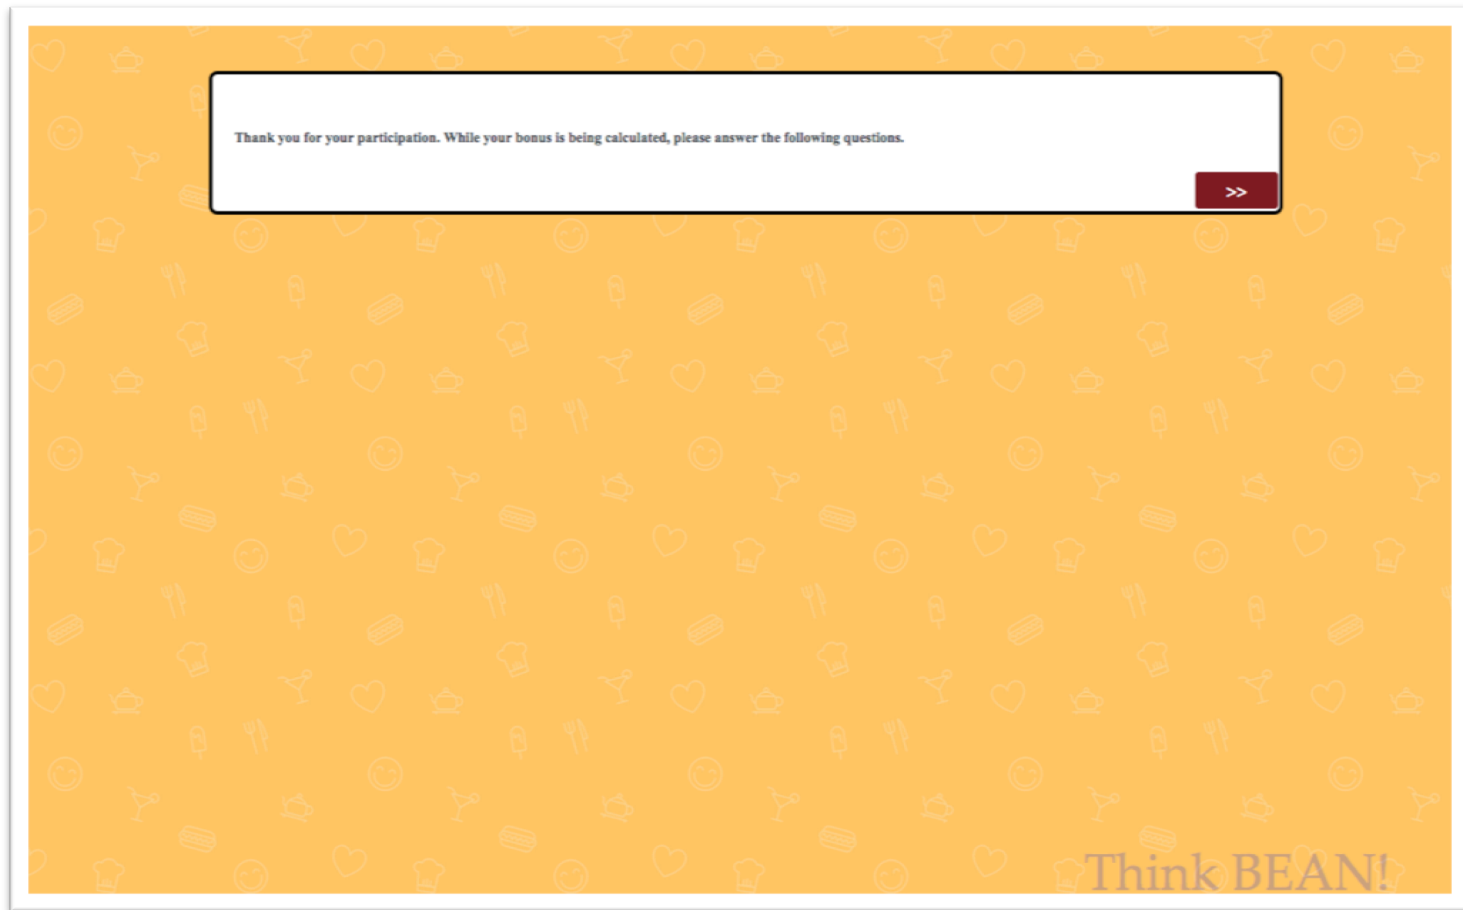 Thank you for your participation. While your bonus is being calculated, please answer the following questions.
>>
Think BEAN!